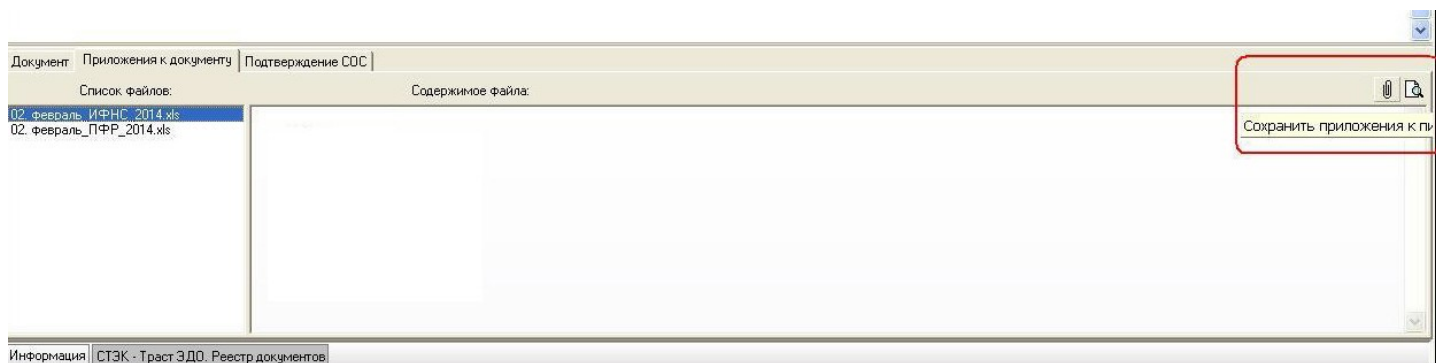 Документ Приложения к документу Подтверждение СОС
Список файлов: Содержимое файла:
02. февраль_ИФНС_2014.xls
02. февраль_ПФР_2014.xls
Сохранить приложения к пи
Информация СТЭК - Траст ЭДО. Реестр документов